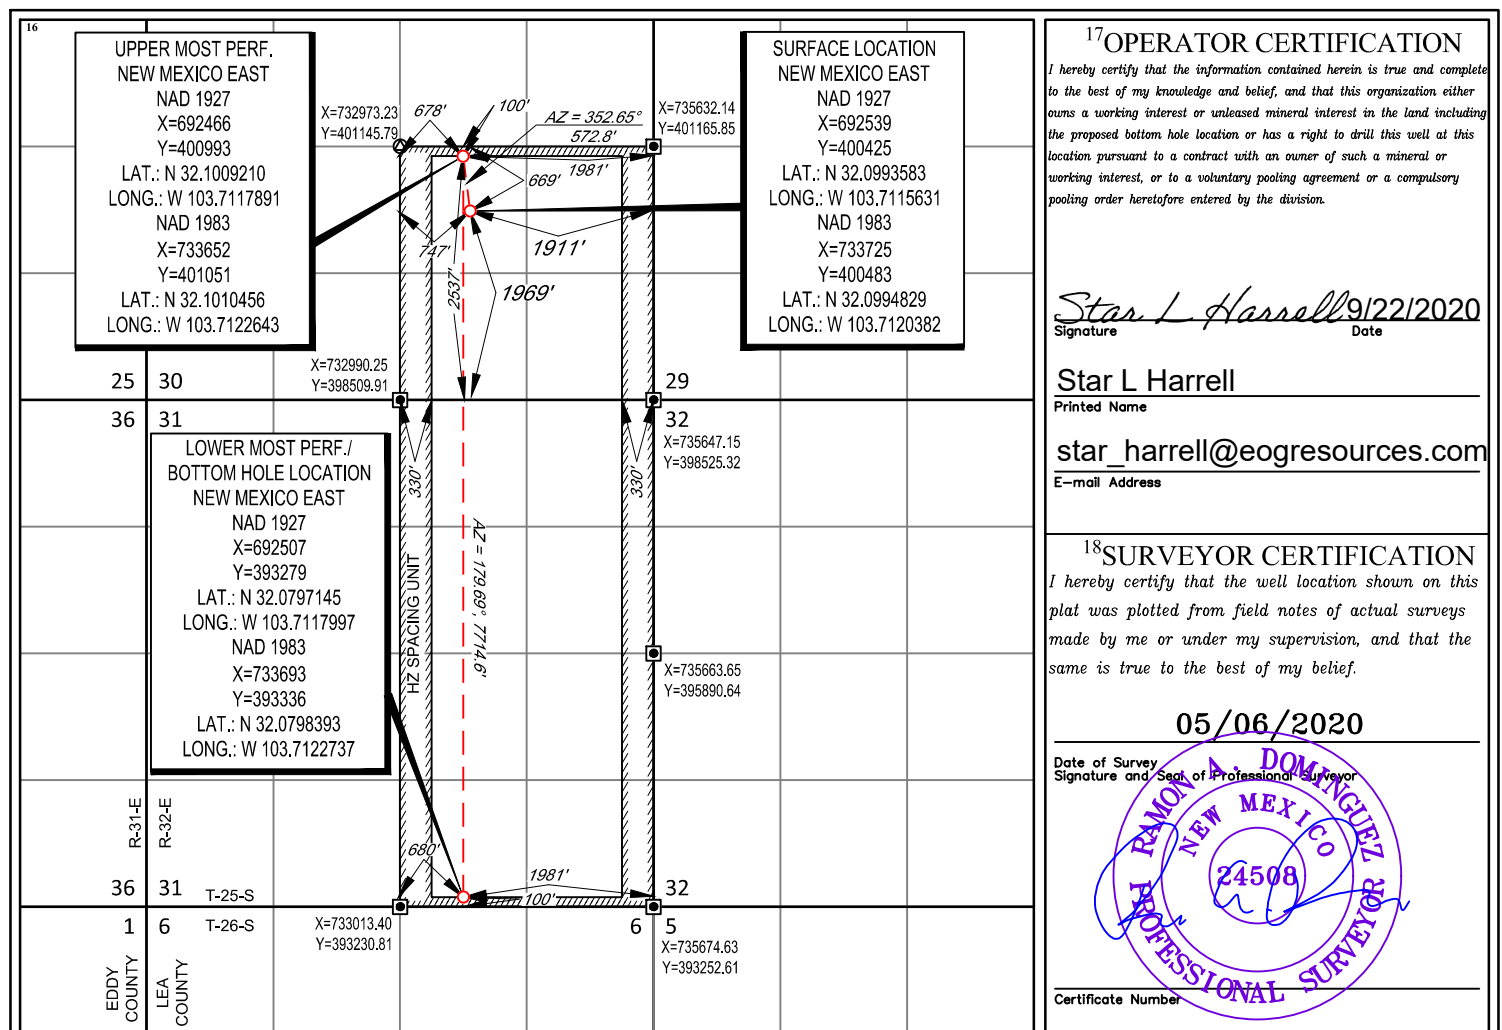 16
UPPER MOST PERF.
NEW MEXICO EAST
NAD 1927
X=692466
Y=400993
LAT.: N 32.1009210
LONG.: W 103.7117891
NAD 1983
X=733652
Y=401051
LAT.: N 32.1010456
LONG.: W 103.7122643
X=732973.23
Y=401145.79
678'
100'
AZ = 352.65°
572.8'
X=735632.14
Y=401165.85
1981'
669'
747'
1911'
2537'
1969'
SURFACE LOCATION
NEW MEXICO EAST
NAD 1927
X=692539
Y=400425
LAT.: N 32.0993583
LONG.: W 103.7115631
NAD 1983
X=733725
Y=400483
LAT.: N 32.0994829
LONG.: W 103.7120382
X=732990.25
Y=398509.91
25 30
29
36 31
32
X=735647.15
Y=398525.32
330'
330'
LOWER MOST PERF./
BOTTOM HOLE LOCATION
NEW MEXICO EAST
NAD 1927
X=692507
Y=393279
LAT.: N 32.0797145
LONG.: W 103.7117997
NAD 1983
X=733693
Y=393336
LAT.: N 32.0798393
LONG.: W 103.7122737
HZ SPACING UNIT
AZ = 179.69°, 7714.6'
X=735663.65
Y=395890.64
R-31-E
R-32-E
680'
1981'
100'
36 31 T-25-S
32
1 6 T-26-S
6 5
X=733013.40
Y=393230.81
X=735674.63
Y=393252.61
EDDY
COUNTY
LEA
COUNTY
17OPERATOR CERTIFICATION
I hereby certify that the information contained herein is true and complete
to the best of my knowledge and belief, and that this organization either
owns a working interest or unleased mineral interest in the land including
the proposed bottom hole location or has a right to drill this well at this
location pursuant to a contract with an owner of such a mineral or
working interest, or to a voluntary pooling agreement or a compulsory
pooling order heretofore entered by the division.
Star L Harrell 9/22/2020
Signature Date
Star L Harrell
Printed Name
star_harrell@eogresources.com
E-mail Address
18SURVEYOR CERTIFICATION
I hereby certify that the well location shown on this
plat was plotted from field notes of actual surveys
made by me or under my supervision, and that the
same is true to the best of my belief.
05/06/2020
Date of Survey
Signature and Seal of Professional Surveyor
RAMON A. DOMINGUEZ
NEW MEXICO
24508
PROFESSIONAL SURVEYOR
Certificate Number